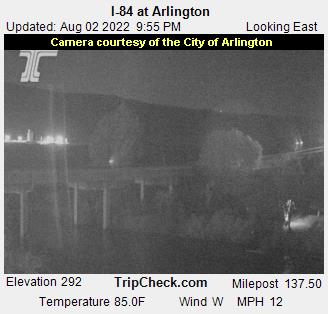 I-84 at Arlington
Updated: Aug 02 2022 9:55 PM Looking East
Camera courtesy of the City of Arlington
Elevation 292 TripCheck.com Milepost 137.50
Temperature 85.0F Wind W MPH 12